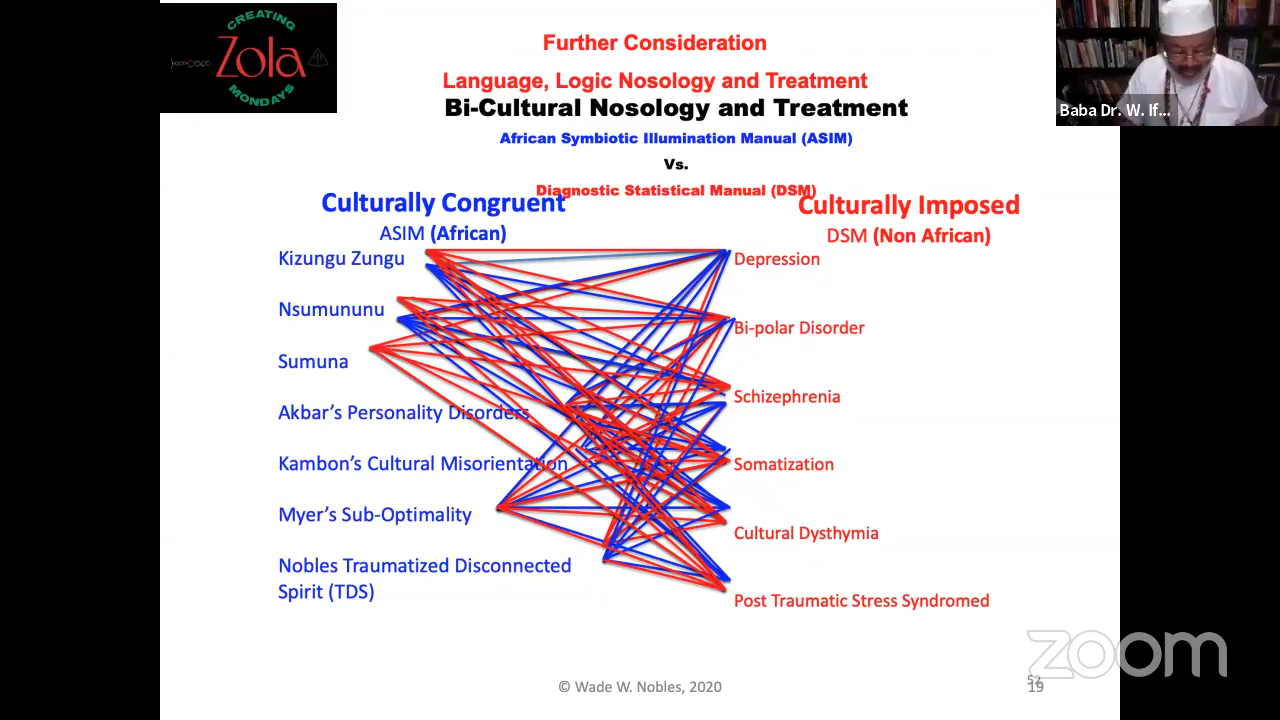 CREATING
Zola
MONDAYS
Further Consideration
Language, Logic Nosology and Treatment
Bi-Cultural Nosology and Treatment
African Symbiotic Illumination Manual (ASIM)
Vs.
Diagnostic Statistical Manual (DSM)
Baba Dr. W. If...
Culturally Congruent
ASIM (African)
Kizungu Zungu
Nsumununu
Sumuna
Akbar's Personality Disorders
Kambon's Cultural Misorientation
Myer's Sub-Optimality
Nobles Traumatized Disconnected
Spirit (TDS)
Culturally Imposed
DSM (Non African)
Depression
Bi-polar Disorder
Schizephrenia
Somatization
Cultural Dysthymia
Post Traumatic Stress Syndromed
© Wade W. Nobles, 2020
52
19
zoom